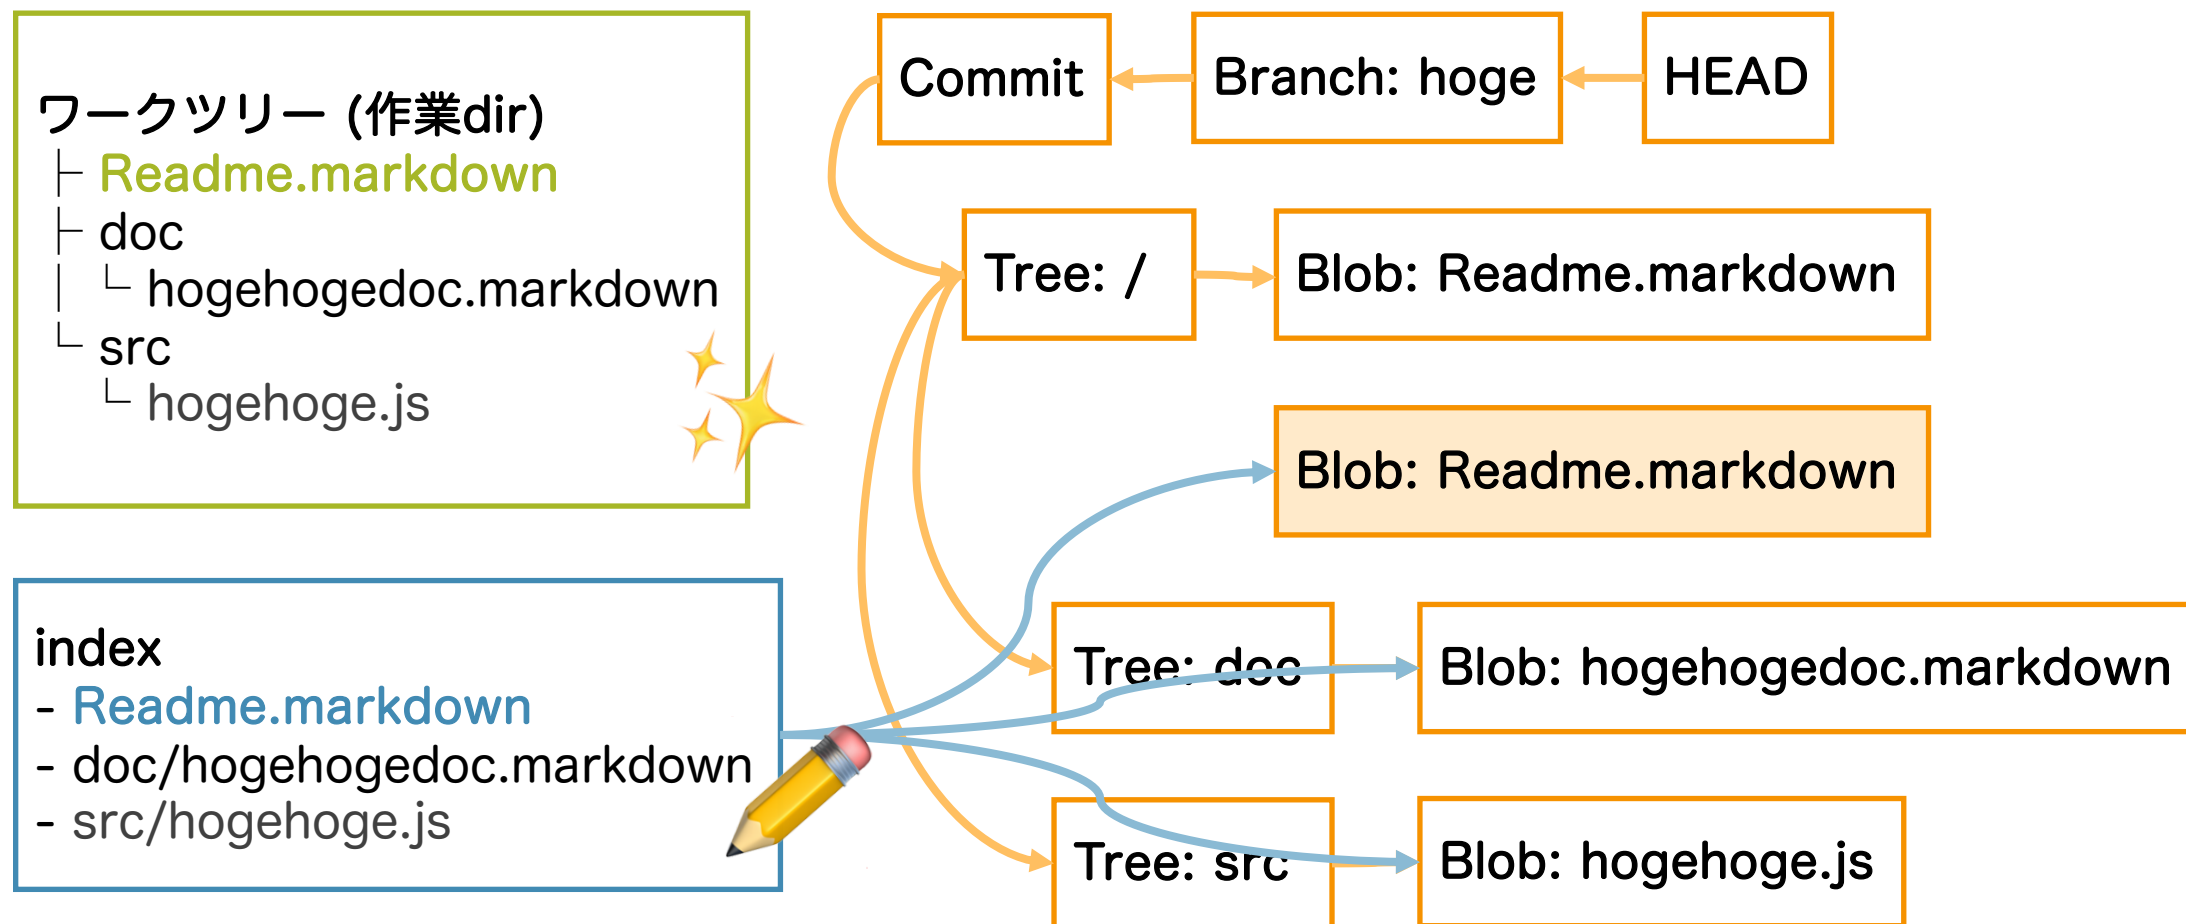 ワークツリー (作業dir)
├ Readme.markdown
├ doc
│ └ hogehogedoc.markdown
└ src
└ hogehoge.js
index
- Readme.markdown
- doc/hogehogedoc.markdown
- src/hogehoge.js
Commit
Branch: hoge
HEAD
Tree: /
Blob: Readme.markdown
Blob: Readme.markdown
Tree: doc
Blob: hogehogedoc.markdown
Tree: src
Blob: hogehoge.js